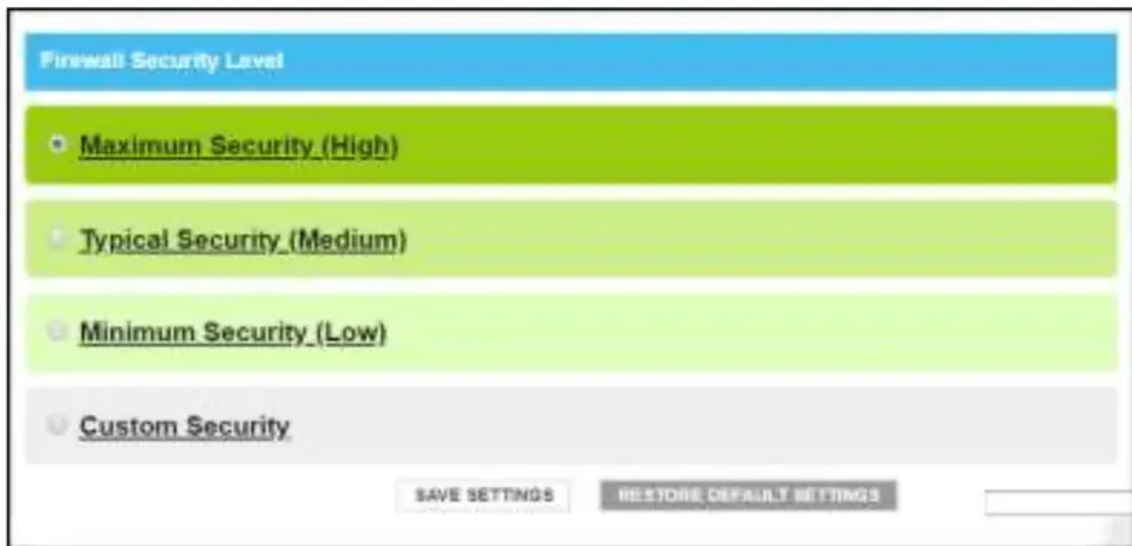 Firewall Security Level
Maximum Security (High)
Typical Security (Medium)
Minimum Security (Low)
Custom Security
SAVE SETTINGS
RESTORE DEFAULT SETTINGS